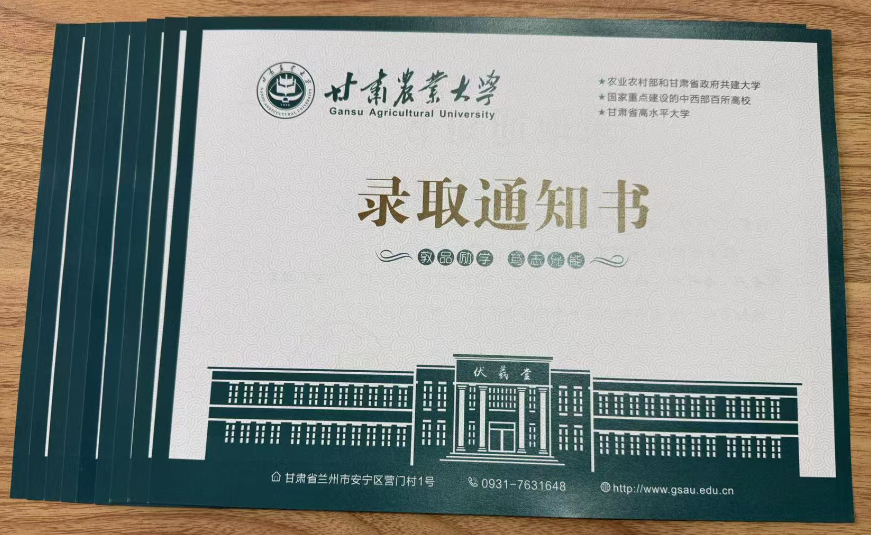 甘肃农业大学
Gansu Agricultural University
★农业农村部和甘肃省政府共建大学
★国家重点建设的中西部百所高校
★甘肃省高水平大学
录取通知书
敦品励学 笃志允能
伏羲堂
甘肃省兰州市安宁区营门村1号
0931-7631648
http://www.gsau.edu.cn